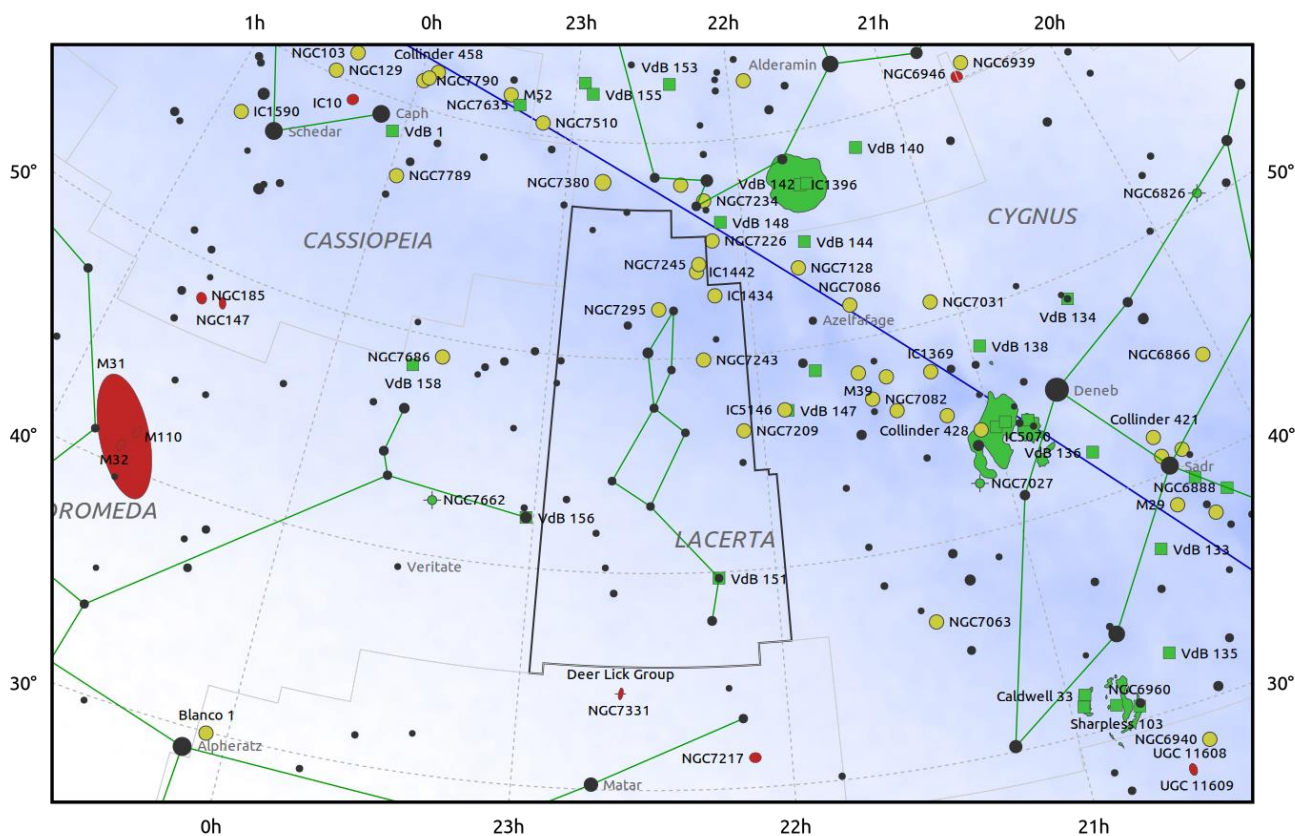 1h
0h
23h
22h
21h
20h
NGC103
Collinder 458
NGC129
NGC7790
VdB 153
Alderamin
NGC6939
NGC6946
IC10
M52
VdB 155
NGC7635
IC1590
Caph
Schedar
VdB 1
NGC7510
VdB 140
50°
50°
NGC7789
NGC7380
VdB 142
IC1396
NGC6826
NGC7234
CYGNUS
VdB 148
CASSIOPEIA
NGC7226
VdB 144
NGC7245
IC1442
NGC7128
NGC185
NGC147
IC1434
NGC7086
NGC7295
Azelfafage
NGC7031
VdB 134
NGC7686
VdB 158
NGC7243
IC1369
VdB 138
NGC6866
M31
M39
Deneb
NGC7082
IC5146
VdB 147
Collinder 421
40°
40°
M110
NGC7209
Collinder 428
IC5070
M32
VdB 136
Sadr
NGC7027
NGC6888
NGC7662
M29
DROMEDA
VdB 156
LACERTA
VdB 133
Veritate
VdB 151
NGC7063
VdB 135
30°
30°
Deer Lick Group
NGC7331
Caldwell 33
NGC6960
Blanco 1
Sharpless 103
Alpheratz
NGC6940
NGC7217
UGC 11608
Matar
UGC 11609
0h
23h
22h
21h